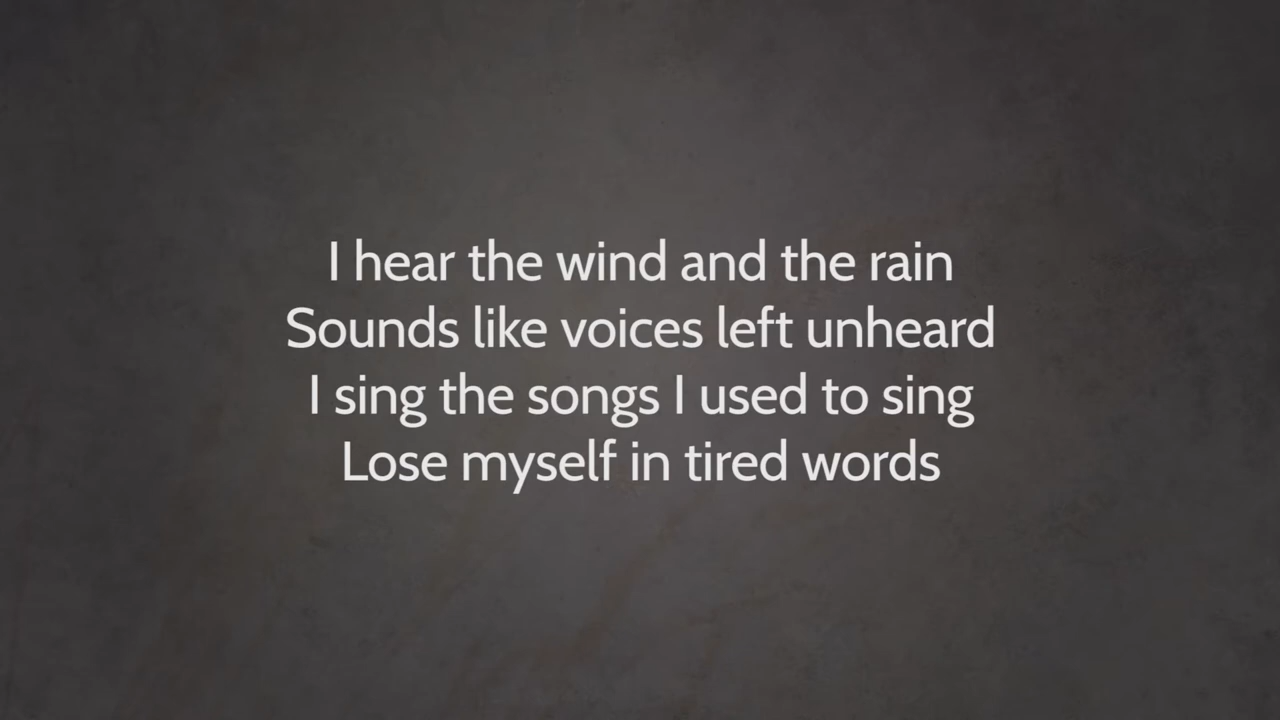 I hear the wind and the rain
Sounds like voices left unheard
I sing the songs I used to sing
Lose myself in tired words